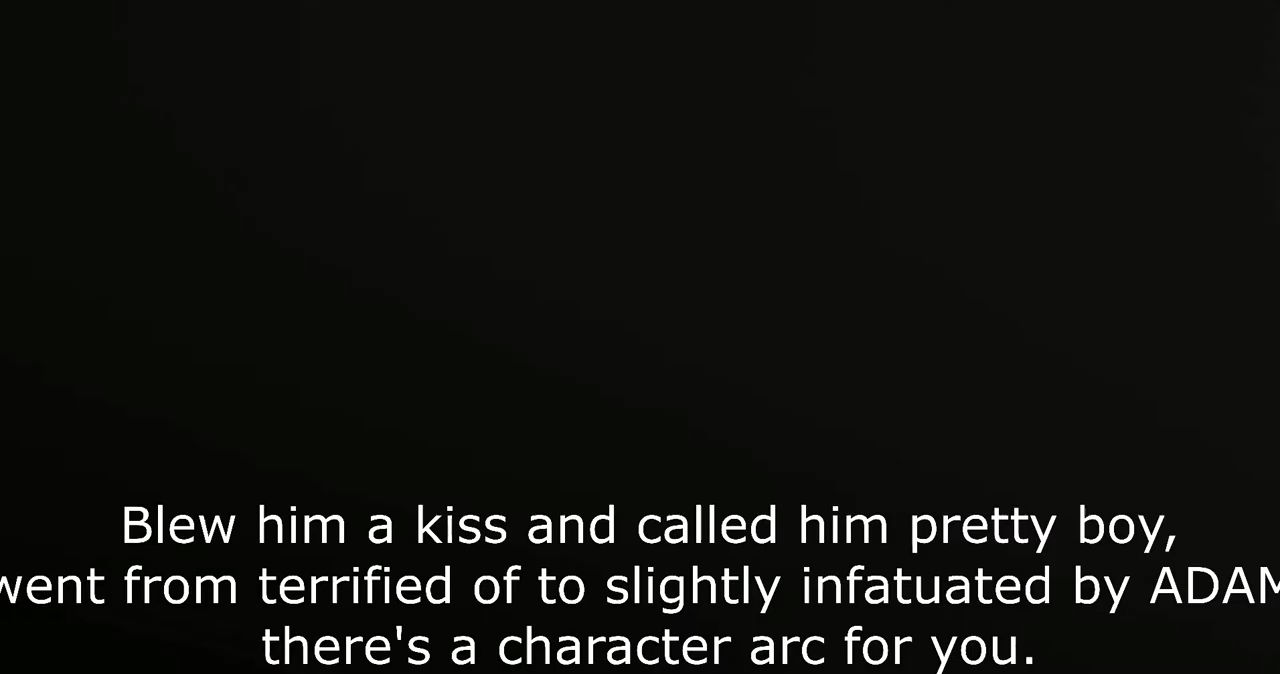 Blew him a kiss and called him pretty boy,
went from terrified of to slightly infatuated by ADAM
there's a character arc for you.